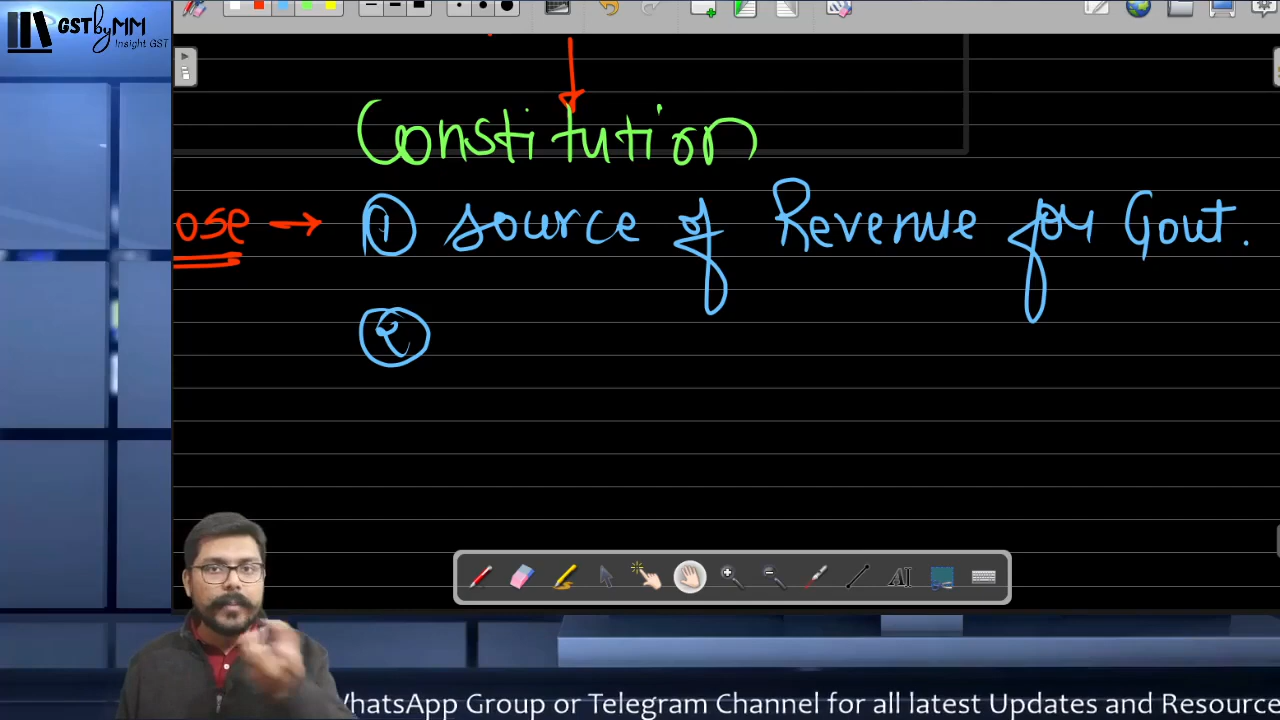 GSTbyMM
Insight GST
Constitution
ose → ① source of Revenue for Govt.
②
WhatsApp Group or Telegram Channel for all latest Updates and Resource